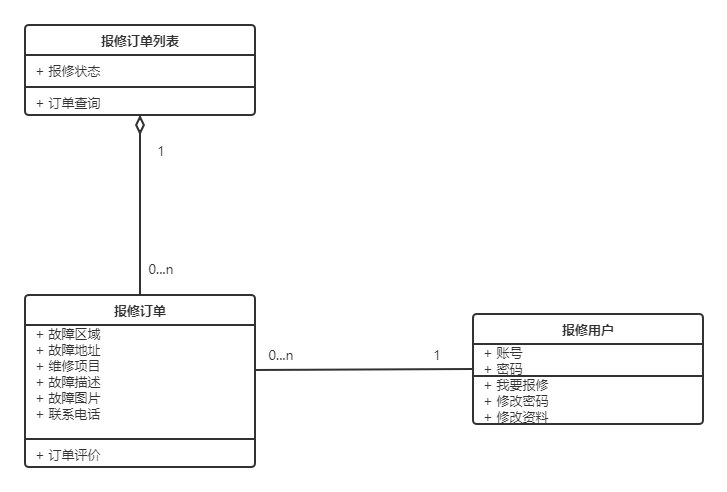 报修订单列表
+ 报修状态
+ 订单查询
1
0...n
报修订单
+ 故障区域
+ 故障地址
+ 维修项目
+ 故障描述
+ 故障图片
+ 联系电话
+ 订单评价
0...n
1
报修用户
+ 账号
+ 密码
+ 我要报修
+ 修改密码
+ 修改资料